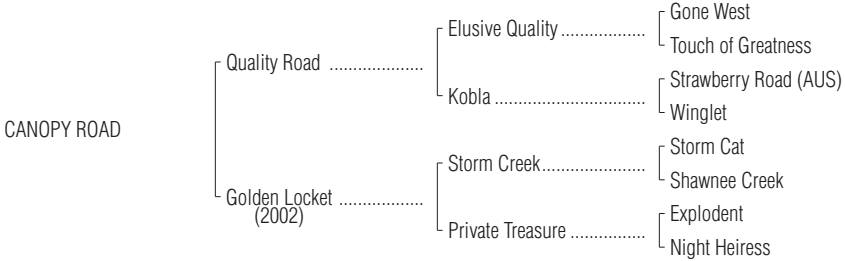 Gone West
Elusive Quality ...................
Touch of Greatness
Quality Road .....................
Strawberry Road (AUS)
Kobla .................................
Winglet
CANOPY ROAD
Storm Cat
Storm Creek.......................
Shawnee Creek
Golden Locket ...................
(2002)
Explodent
Private Treasure .................
Night Heiress